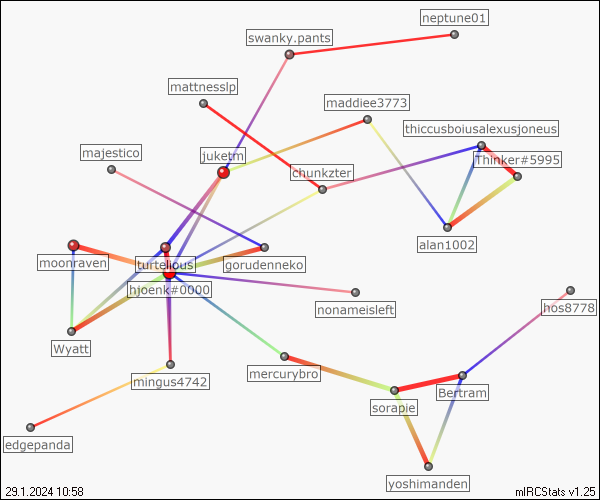 neptune01
swanky.pants
mattnesslp
maddiee3773
thiccusboiusalexusjoneus
majestico
juketm
Thinker#5995
chunkzter
alan1002
moonraven
turtelious
gorudenneko
hjoenk#0000
nonameisleft
hos8778
Wyatt
mingus4742
mercurybro
Bertram
sorapie
edgepanda
yoshimanden
29.1.2024 10:58
mIRCStats v1.25